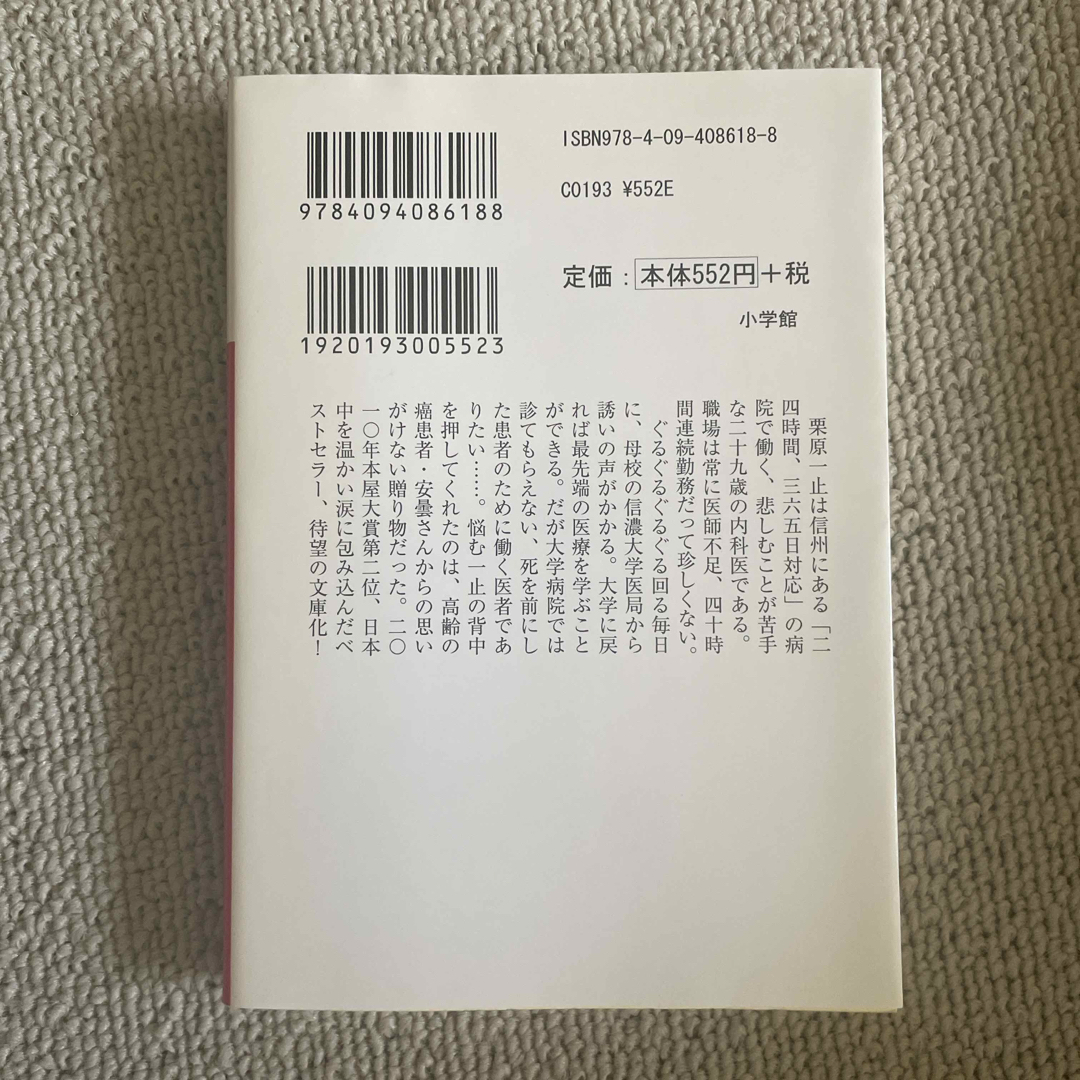 ISBN978-4-09-408618-8
C0193 ¥552E
9784094086188
定価：本体552円＋税
小学館
1920193005523
栗原一止は信州にある「二
四時間、三六五日対応」の病
院で働く、悲しむことが苦手
な二十九歳の内科医である。
職場は常に医師不足、四十時
間連続勤務だって珍しくない。
ぐるぐるぐるぐる回る毎日
に、母校の信濃大学医局から
誘いの声がかかる。大学に戻
れば最先端の医療を学ぶこと
ができる。だが大学病院では
診てもらえない、死を前にし
た患者のために働く医者であ
りたい……。悩む一止の背中
を押してくれたのは、高齢の
癌患者・安曇さんからの思い
がけない贈り物だった。二〇
一〇年本屋大賞第二位、日本
中を温かい涙に包み込んだベ
ストセラー、待望の文庫化！